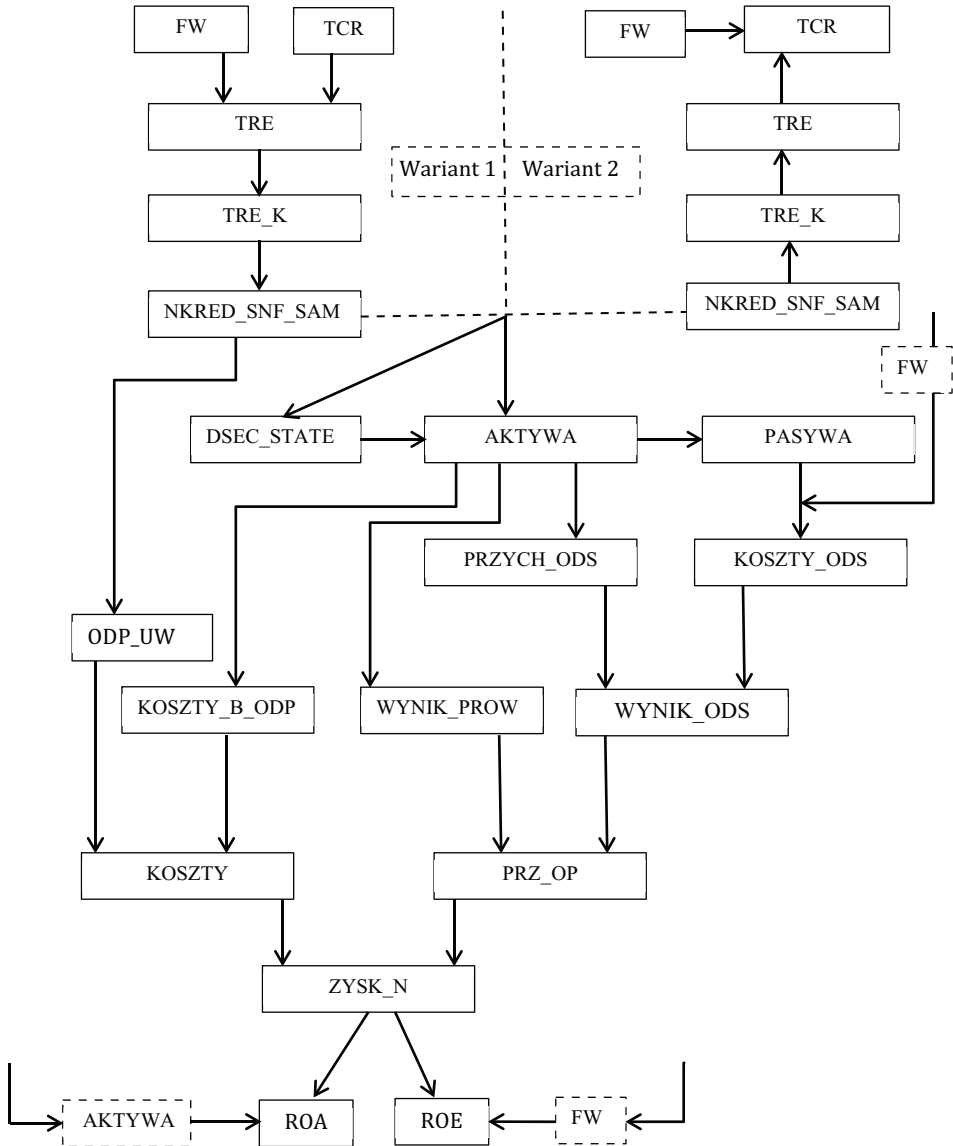 FW
TCR
FW
TCR
TRE
TRE
Wariant 1
Wariant 2
TRE_K
TRE_K
NKRED_SNF_SAM
NKRED_SNF_SAM
FW
DSEC_STATE
AKTYWA
PASYWA
PRZYCH_ODS
KOSZTY_ODS
ODP_UW
KOSZTY_B_ODP
WYNIK_PROW
WYNIK_ODS
KOSZTY
PRZ_OP
ZYSK_N
AKTYWA
ROA
ROE
FW